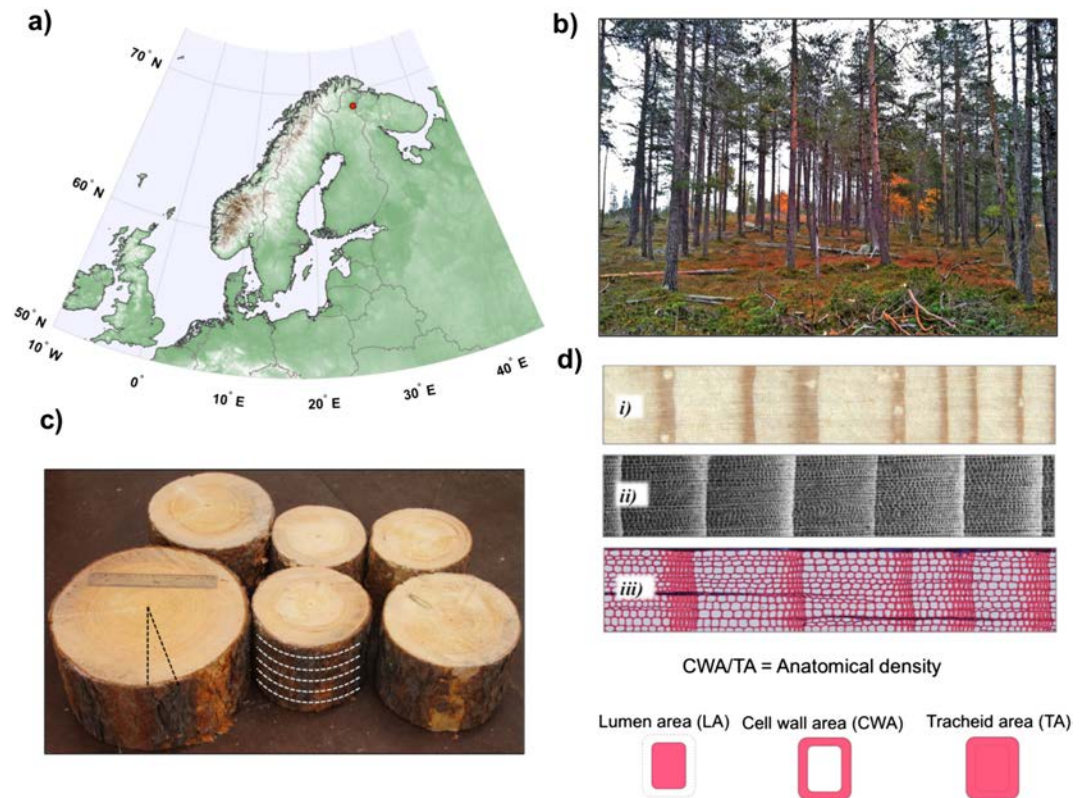 a)
70° N
60° N
50° N
10° W
0°
10° E
20° E
30° E
40° E
b)
c)
d)
i)
ii)
iii)
CWA/TA = Anatomical density
Lumen area (LA)
Cell wall area (CWA)
Tracheid area (TA)